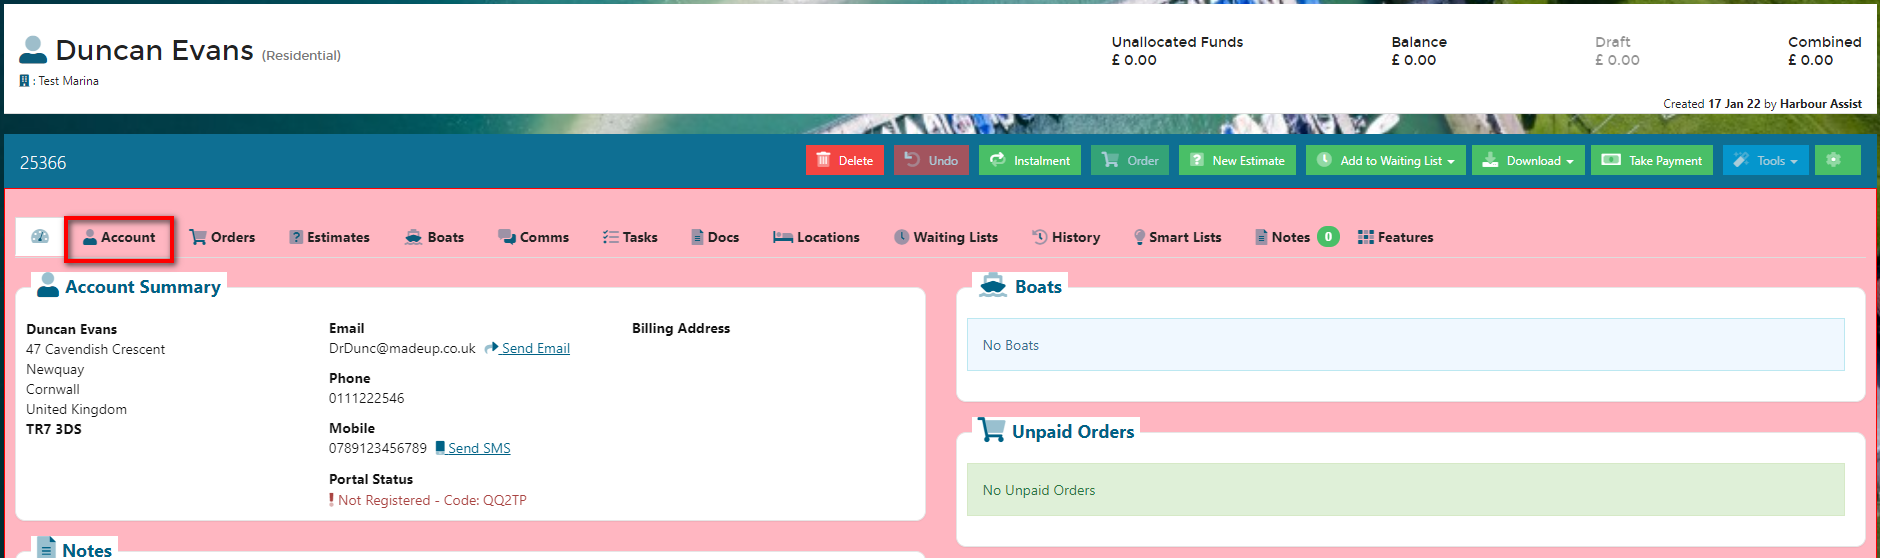 Duncan Evans (Residential)
: Test Marina
Unallocated Funds
£ 0.00
Balance
£ 0.00
Draft
£ 0.00
Combined
£ 0.00
Created 17 Jan 22 by Harbour Assist
25366
Delete
Undo
Instalment
Order
New Estimate
Add to Waiting List
Download
Take Payment
Tools
Account
Orders
Estimates
Boats
Comms
Tasks
Docs
Locations
Waiting Lists
History
Smart Lists
Notes 0
Features
Account Summary
Duncan Evans
47 Cavendish Crescent
Newquay
Cornwall
United Kingdom
TR7 3DS
Email
DrDunc@madeup.co.uk Send Email
Phone
0111222546
Mobile
0789123456789 Send SMS
Portal Status
Not Registered - Code: QQ2TP
Billing Address
Boats
No Boats
Unpaid Orders
No Unpaid Orders
Notes